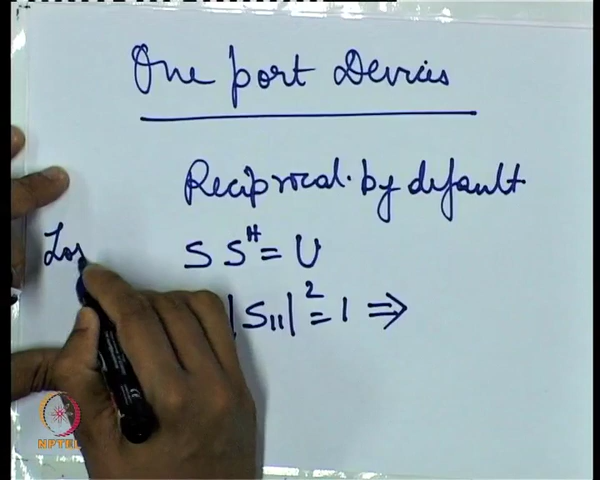 One port Devices
Reciprocal. by default
Los S S^H = U
|S₁₁|² = 1 ⇒
NPTEL